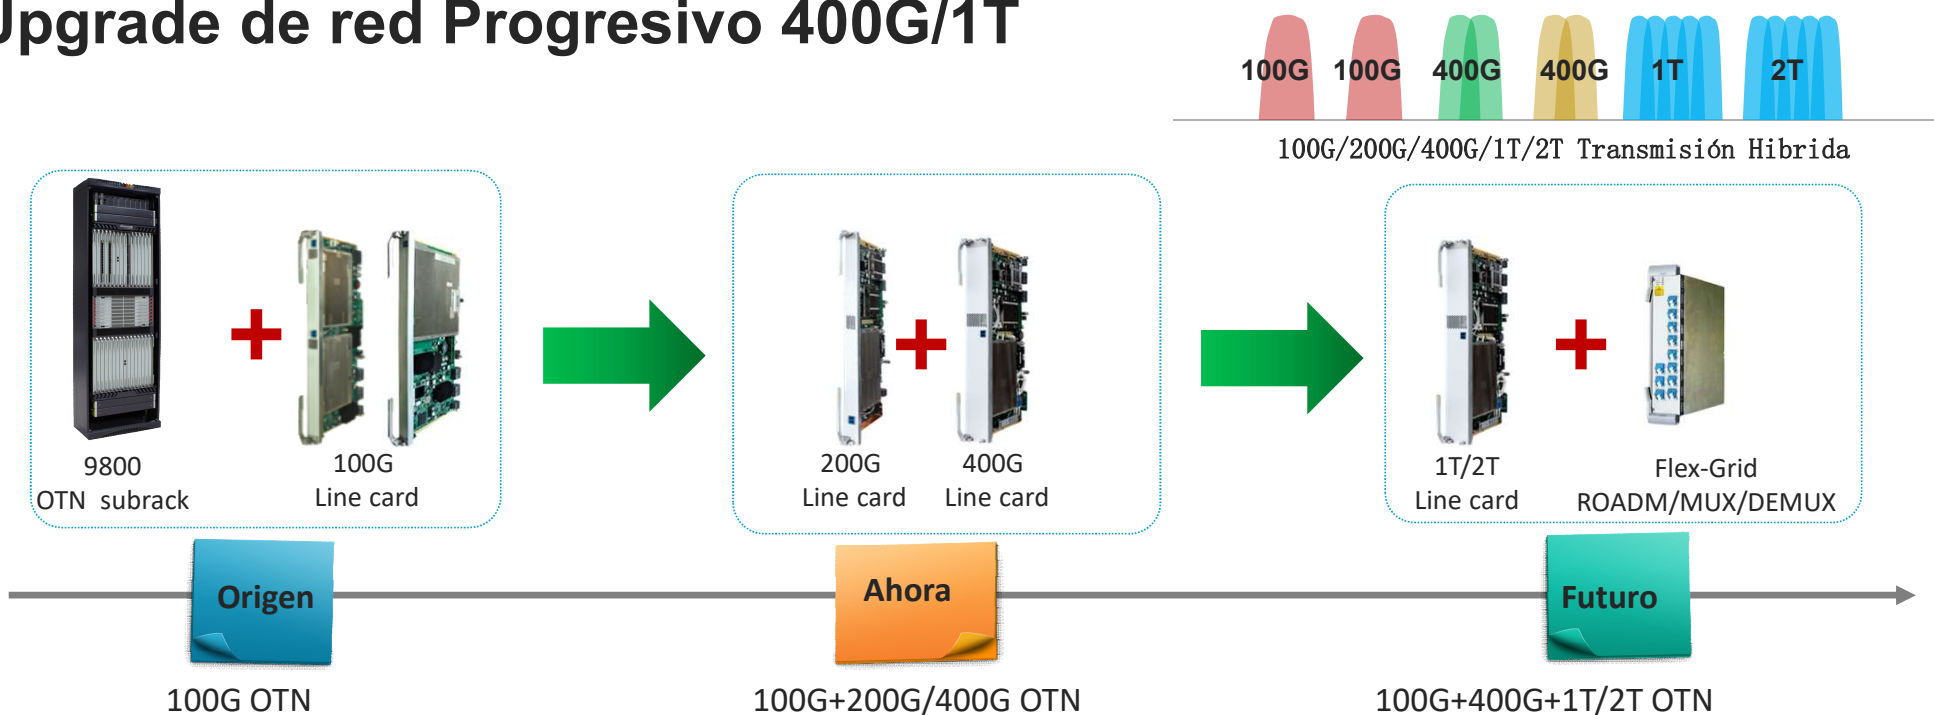 Upgrade de red Progresivo 400G/1T
100G 100G 400G 400G 1T 2T
100G/200G/400G/1T/2T Transmisión Hibrida
9800
OTN subrack
100G
Line card
200G
Line card
400G
Line card
1T/2T
Line card
Flex-Grid
ROADM/MUX/DEMUX
Origen
Ahora
Futuro
100G OTN
100G+200G/400G OTN
100G+400G+1T/2T OTN